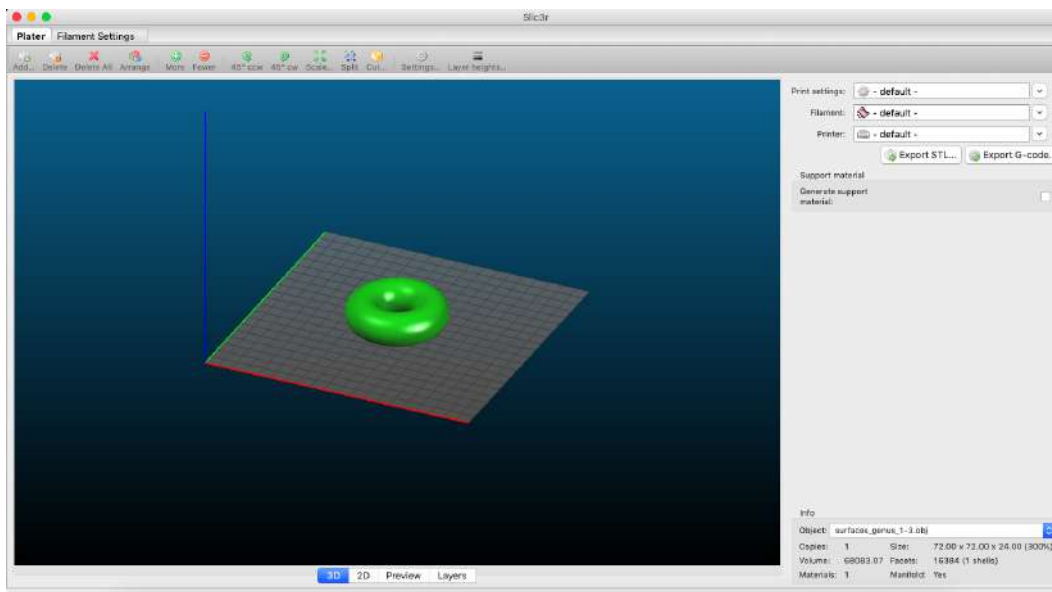 Slic3r
Plater Filament Settings
Add... Delete Delete All Arrange More Fewer 45° ccw 45° cw Scale... Split Cut... Settings... Layer heights...
Print settings: - default -
Filament: - default -
Printer: - default -
Export STL... Export G-code...
Support material
Generate support
material:
Info
Object: surfaces_genus_1-3.obj
Copies: 1 Size: 72.00 x 72.00 x 24.00 (300%)
Volume: 68083.07 Facets: 16384 (1 shells)
Materials: 1 Manifold: Yes
3D 2D Preview Layers